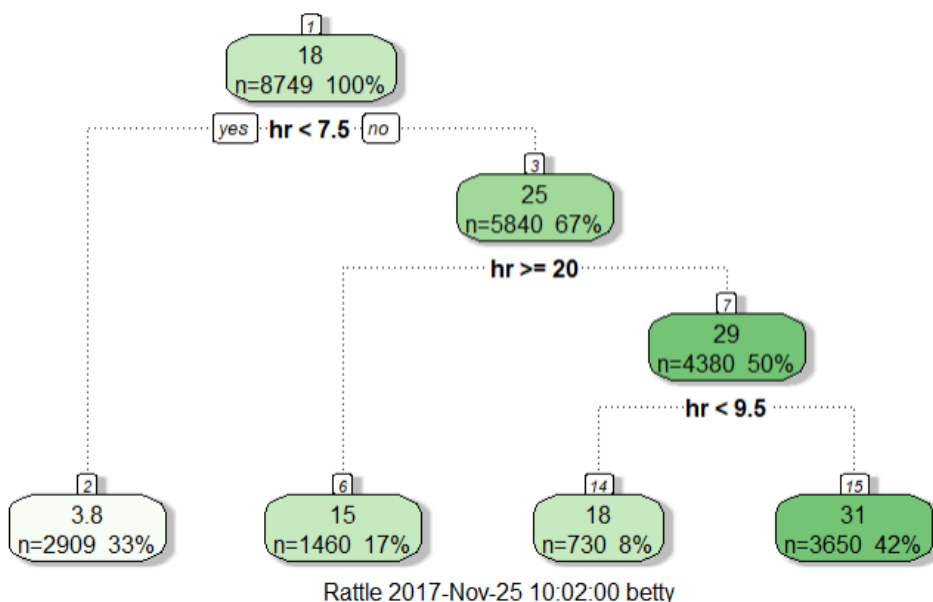 1
18
n=8749 100%
yes hr < 7.5 no
3
25
n=5840 67%
hr >= 20
7
29
n=4380 50%
hr < 9.5
2 6 14 15
3.8 15 18 31
n=2909 33% n=1460 17% n=730 8% n=3650 42%
Rattle 2017-Nov-25 10:02:00 betty